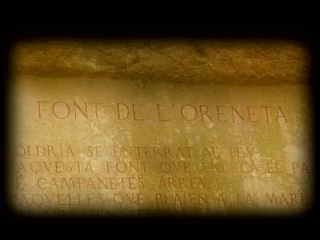 FONT DE L'ORENETA
OLDRIA SE ENTERRAT AL PEU
AQUESTA FONT QUE
E CAMPANETES ARREU
AQUELLES QUE PLAIEN A LA MARE